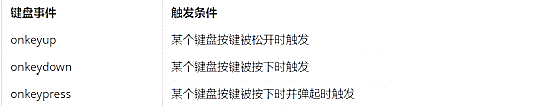 键盘事件 触发条件
onkeyup 某个键盘按键被松开时触发
onkeydown 某个键盘按键被按下时触发
onkeypress 某个键盘按键被按下时并弹起时触发